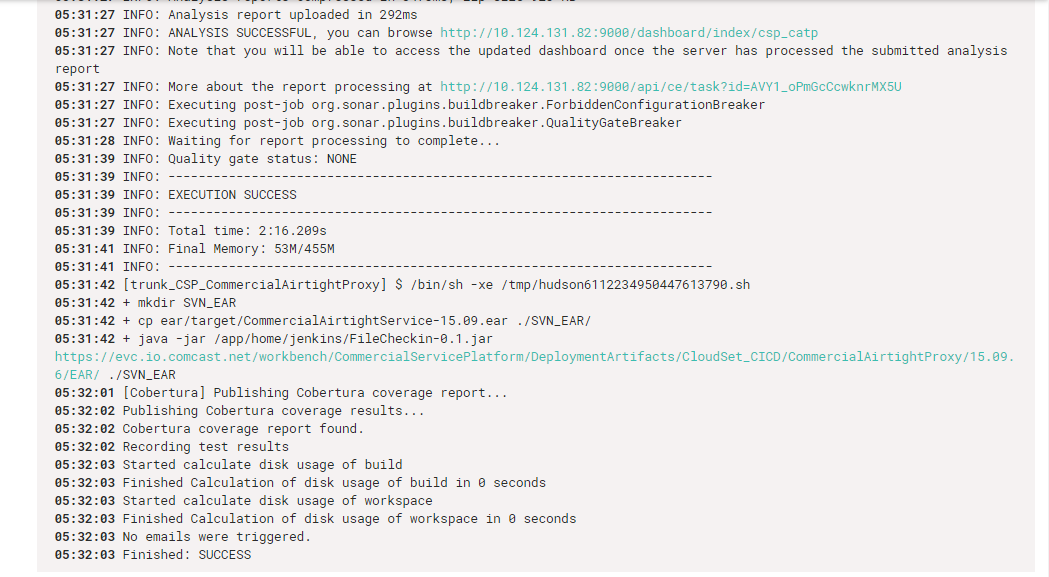 05:31:27 INFO: Analysis report uploaded in 292ms
05:31:27 INFO: ANALYSIS SUCCESSFUL, you can browse http://10.124.131.82:9000/dashboard/index/csp_catp
05:31:27 INFO: Note that you will be able to access the updated dashboard once the server has processed the submitted analysis
report
05:31:27 INFO: More about the report processing at http://10.124.131.82:9000/api/ce/task?id=AVY1_oPmGcCcwknrMX5U
05:31:27 INFO: Executing post-job org.sonar.plugins.buildbreaker.ForbiddenConfigurationBreaker
05:31:27 INFO: Executing post-job org.sonar.plugins.buildbreaker.QualityGateBreaker
05:31:28 INFO: Waiting for report processing to complete...
05:31:39 INFO: Quality gate status: NONE
05:31:39 INFO: ------------------------------------------------------------------------
05:31:39 INFO: EXECUTION SUCCESS
05:31:39 INFO: ------------------------------------------------------------------------
05:31:39 INFO: Total time: 2:16.209s
05:31:41 INFO: Final Memory: 53M/455M
05:31:41 INFO: ------------------------------------------------------------------------
05:31:42 [trunk_CSP_CommercialAirtightProxy] $ /bin/sh -xe /tmp/hudson6112234950447613790.sh
05:31:42 + mkdir SVN_EAR
05:31:42 + cp ear/target/CommercialAirtightService-15.09.ear ./SVN_EAR/
05:31:42 + java -jar /app/home/jenkins/FileCheckin-0.1.jar
https://evc.io.comcast.net/workbench/CommercialServicePlatform/DeploymentArtifacts/CloudSet_CICD/CommercialAirtightProxy/15.09.
6/EAR/ ./SVN_EAR
05:32:01 [Cobertura] Publishing Cobertura coverage report...
05:32:02 Publishing Cobertura coverage results...
05:32:02 Cobertura coverage report found.
05:32:02 Recording test results
05:32:03 Started calculate disk usage of build
05:32:03 Finished Calculation of disk usage of build in 0 seconds
05:32:03 Started calculate disk usage of workspace
05:32:03 Finished Calculation of disk usage of workspace in 0 seconds
05:32:03 No emails were triggered.
05:32:03 Finished: SUCCESS